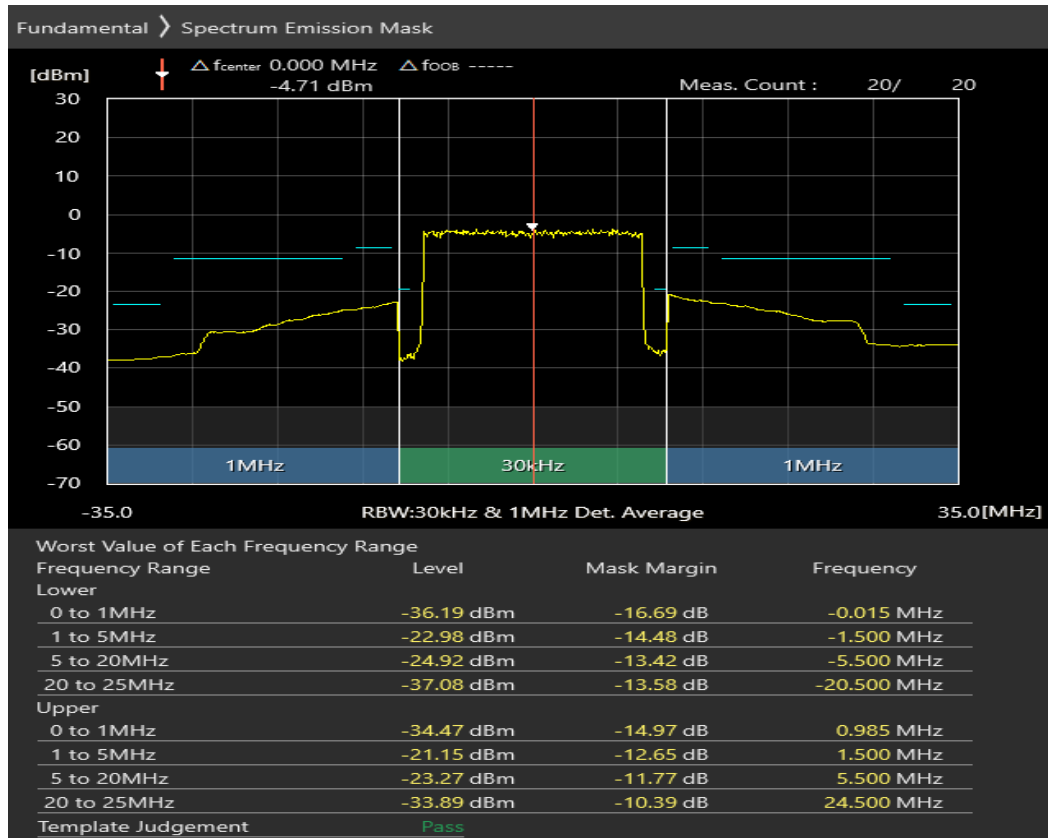 Fundamental ❯ Spectrum Emission Mask
[dBm] △ fcenter 0.000 MHz △ fOOB -----
-4.71 dBm Meas. Count : 20/ 20
30
20
10
0
-10
-20
-30
-40
-50
-60
1MHz 30kHz 1MHz
-70
-35.0 RBW:30kHz & 1MHz Det. Average 35.0[MHz]
Worst Value of Each Frequency Range
Frequency Range Level Mask Margin Frequency
Lower
0 to 1MHz -36.19 dBm -16.69 dB -0.015 MHz
1 to 5MHz -22.98 dBm -14.48 dB -1.500 MHz
5 to 20MHz -24.92 dBm -13.42 dB -5.500 MHz
20 to 25MHz -37.08 dBm -13.58 dB -20.500 MHz
Upper
0 to 1MHz -34.47 dBm -14.97 dB 0.985 MHz
1 to 5MHz -21.15 dBm -12.65 dB 1.500 MHz
5 to 20MHz -23.27 dBm -11.77 dB 5.500 MHz
20 to 25MHz -33.89 dBm -10.39 dB 24.500 MHz
Template Judgement Pass